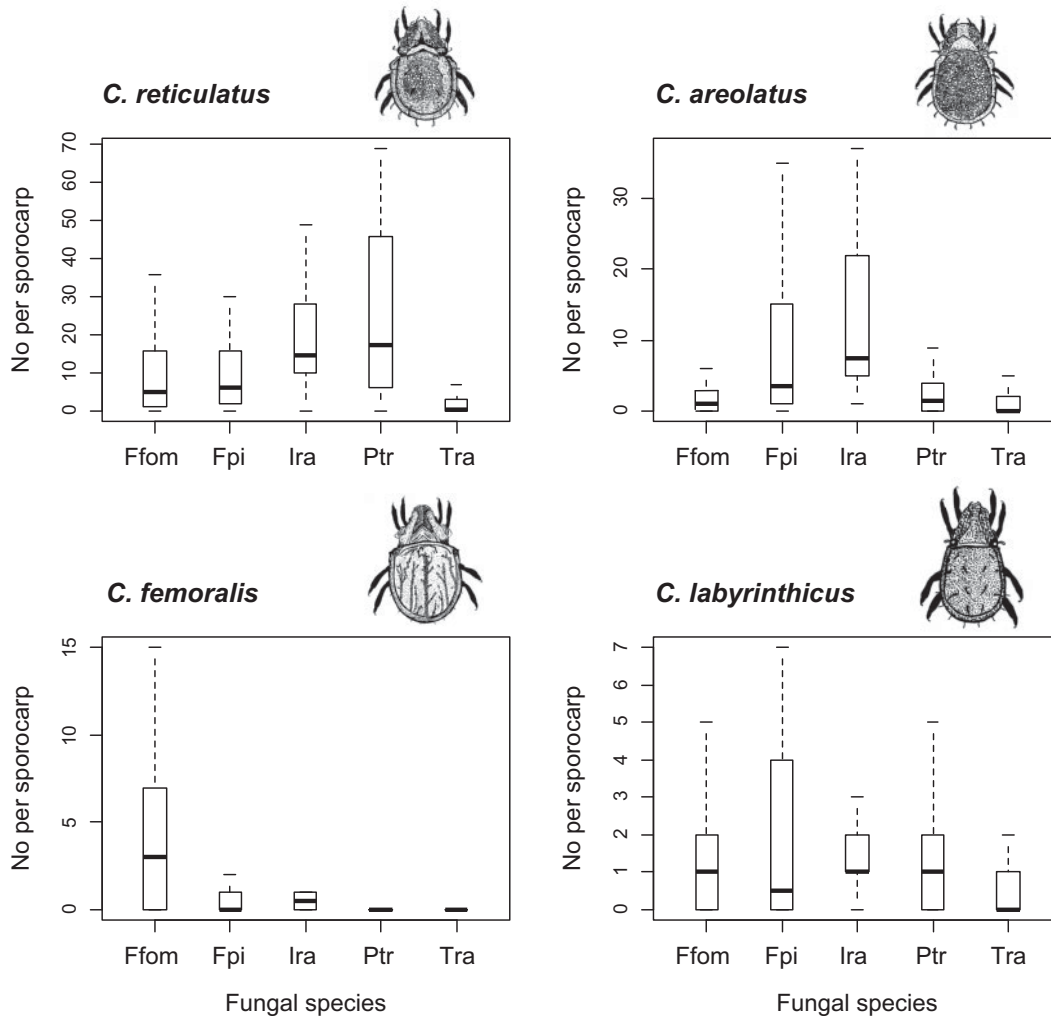 C. reticulatus
No per sporocarp
70
60
50
40
30
20
10
0
Ffom Fpi Ira Ptr Tra
C. areolatus
No per sporocarp
30
20
10
0
Ffom Fpi Ira Ptr Tra
C. femoralis
No per sporocarp
15
10
5
0
Ffom Fpi Ira Ptr Tra
Fungal species
C. labyrinthicus
No per sporocarp
7
6
5
4
3
2
1
0
Ffom Fpi Ira Ptr Tra
Fungal species